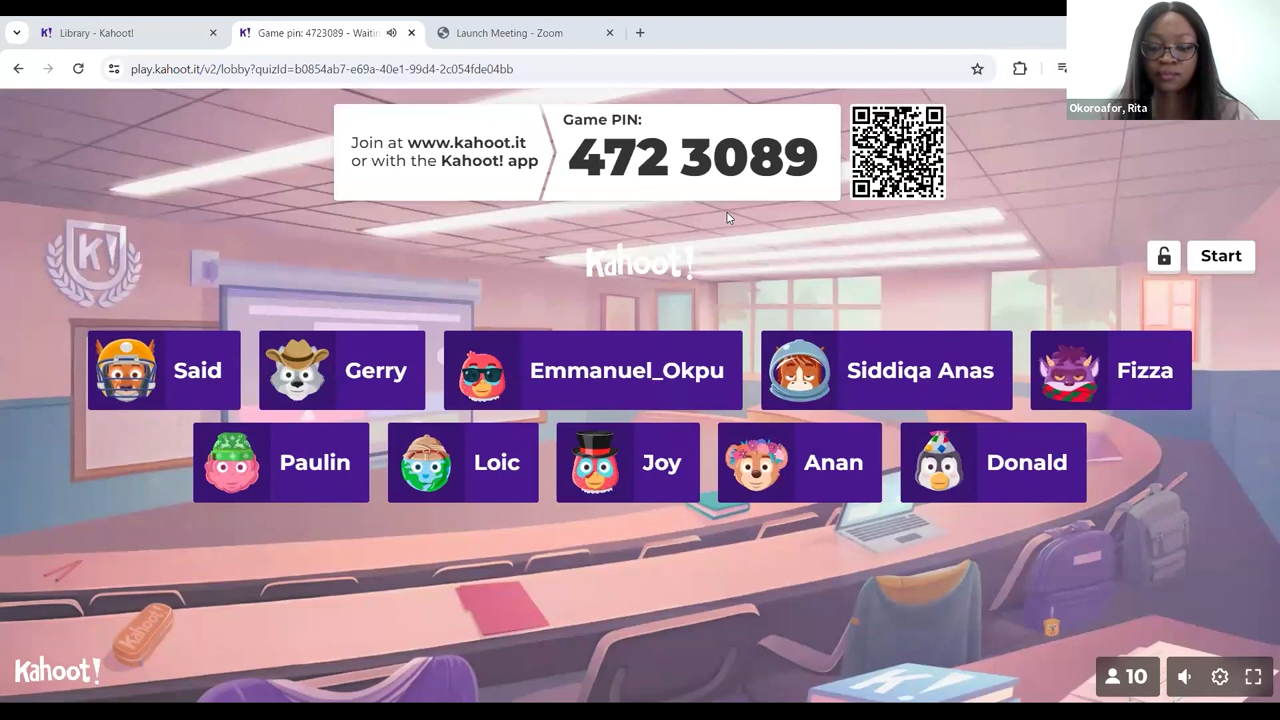 Library - Kahoot!
Game pin: 4723089 - Waitin
Launch Meeting - Zoom
play.kahoot.it/v2/lobby?quizId=b0854ab7-e69a-40e1-99d4-2c054fde04bb
Okoroafor, Rita
Join at www.kahoot.it
or with the Kahoot! app
Game PIN:
472 3089
K!
Kahoot!
Start
Said
Gerry
Emmanuel_Okpu
Siddiqa Anas
Fizza
Paulin
Loic
Joy
Anan
Donald
Kahoot!
Kahoot!
K!
10